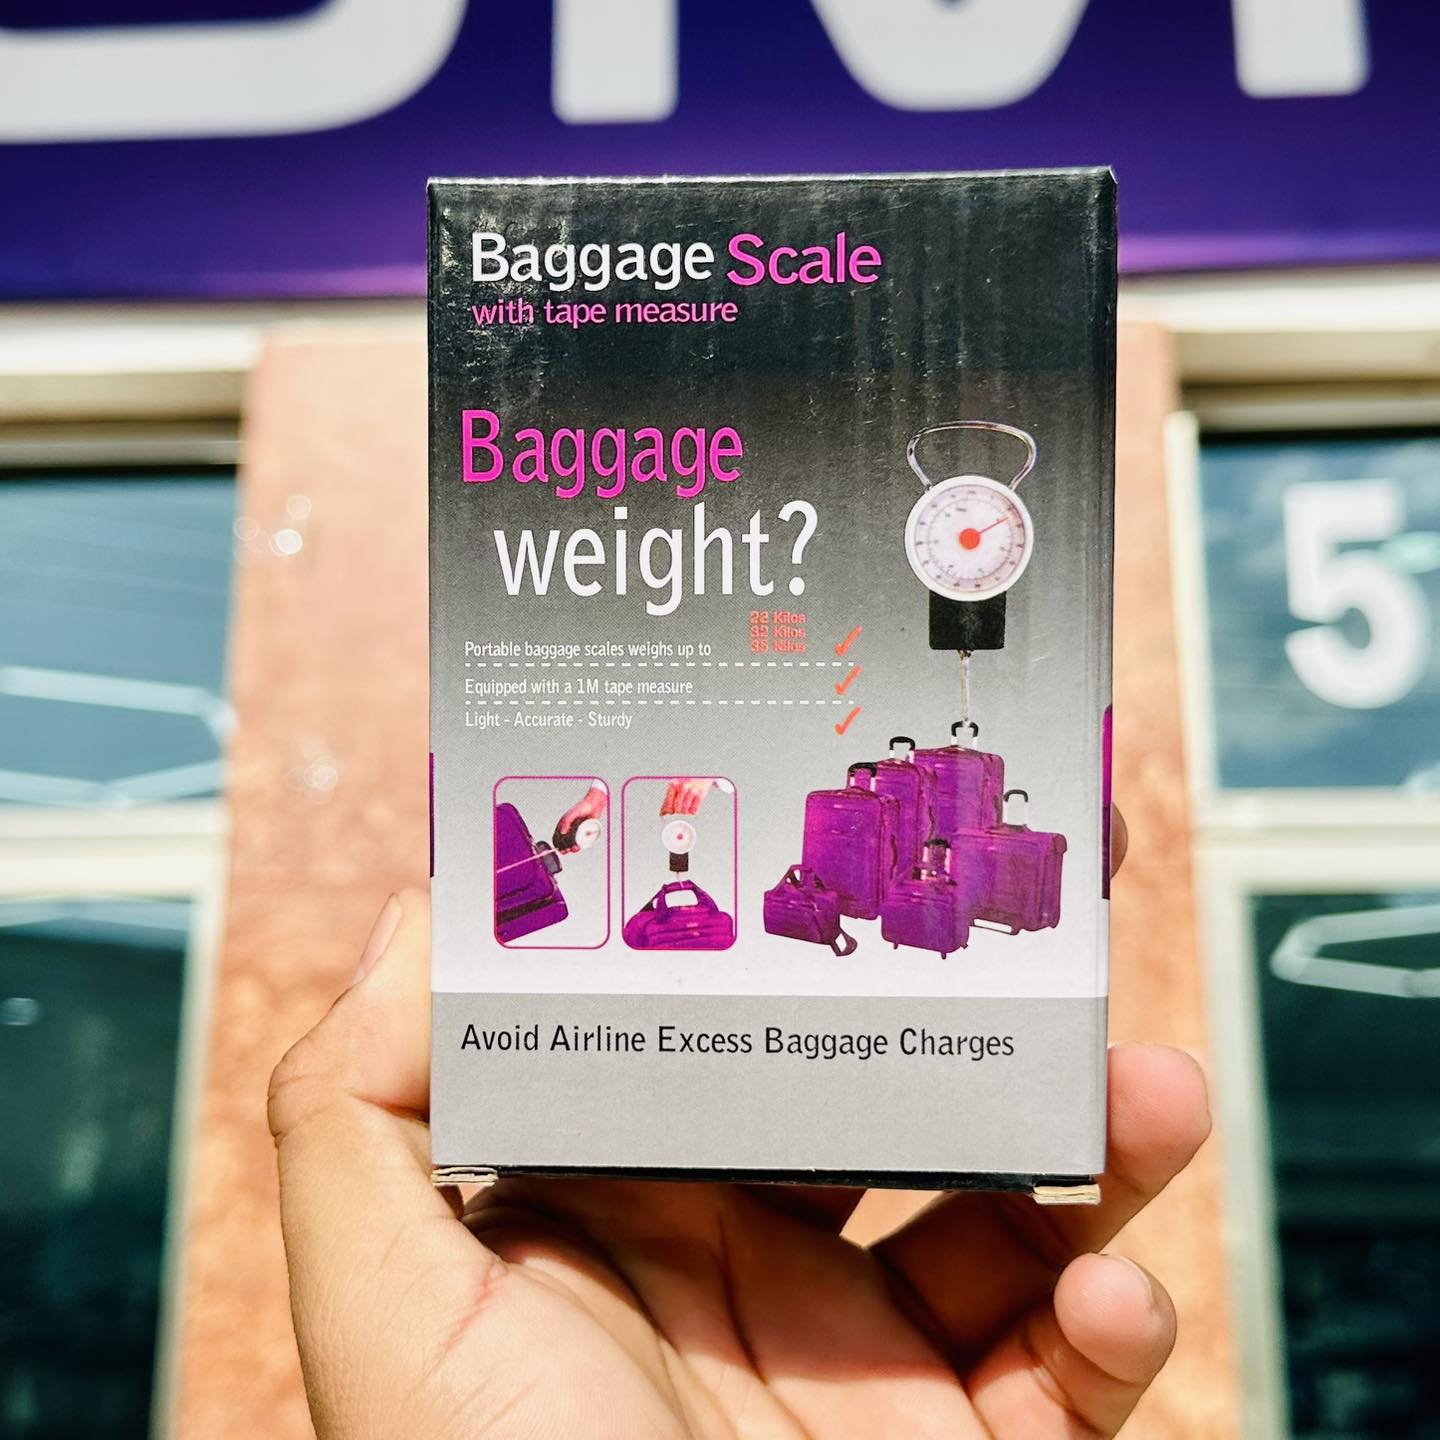 Baggage Scale
with tape measure
Baggage
weight?
22 Kilos
32 Kilos
35 Kilos
Portable baggage scales weighs up to
Equipped with a 1M tape measure
Light - Accurate - Sturdy
Avoid Airline Excess Baggage Charges
5